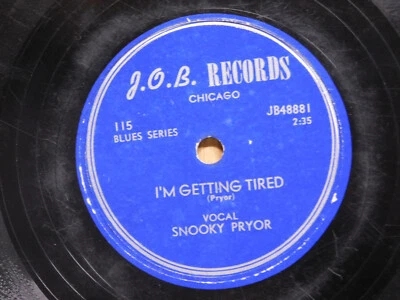 J.O.B. RECORDS
CHICAGO
115
BLUES SERIES
JB48881
2:35
I'M GETTING TIRED
(Pryor)
VOCAL
SNOOKY PRYOR